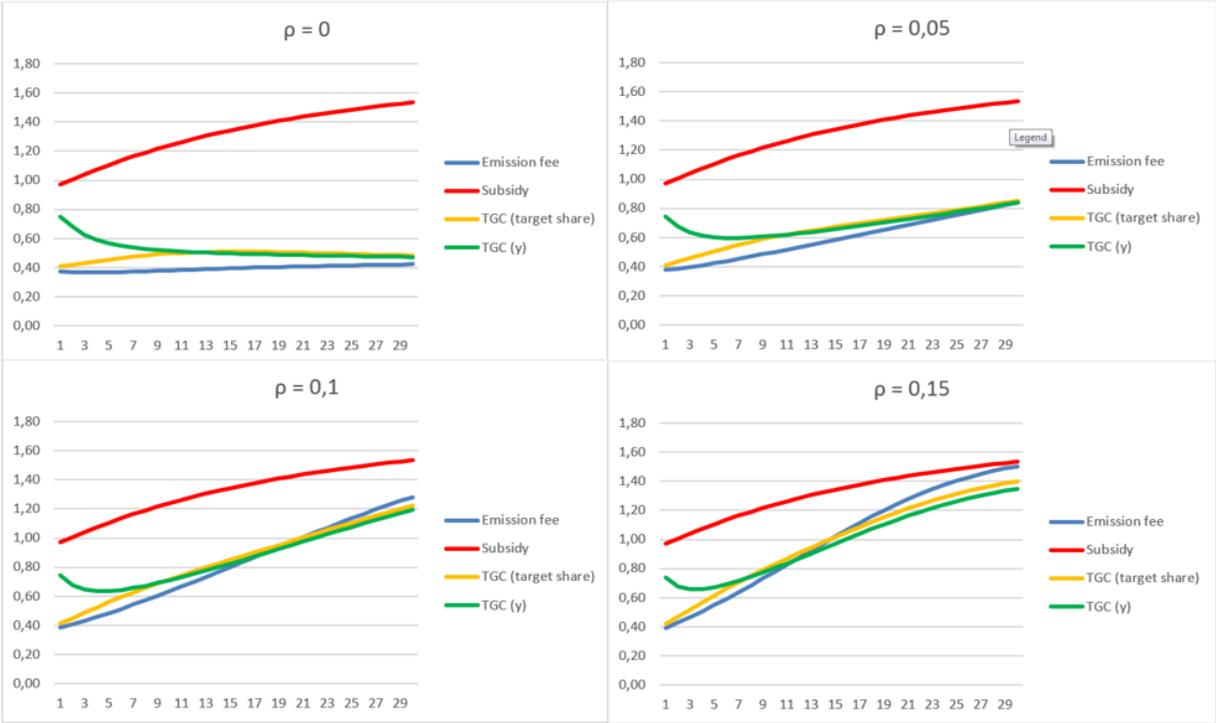 ρ = 0
1,80
1,60
1,40
1,20
1,00
0,80
0,60
0,40
0,20
0,00
1 3 5 7 9 11 13 15 17 19 21 23 25 27 29
Emission fee
Subsidy
TGC (target share)
TGC (y)
ρ = 0,05
1,80
1,60
1,40
1,20
1,00
0,80
0,60
0,40
0,20
0,00
1 3 5 7 9 11 13 15 17 19 21 23 25 27 29
Legend
Emission fee
Subsidy
TGC (target share)
TGC (y)
ρ = 0,1
1,80
1,60
1,40
1,20
1,00
0,80
0,60
0,40
0,20
0,00
1 3 5 7 9 11 13 15 17 19 21 23 25 27 29
Emission fee
Subsidy
TGC (target share)
TGC (y)
ρ = 0,15
1,80
1,60
1,40
1,20
1,00
0,80
0,60
0,40
0,20
0,00
1 3 5 7 9 11 13 15 17 19 21 23 25 27 29
Emission fee
Subsidy
TGC (target share)
TGC (y)